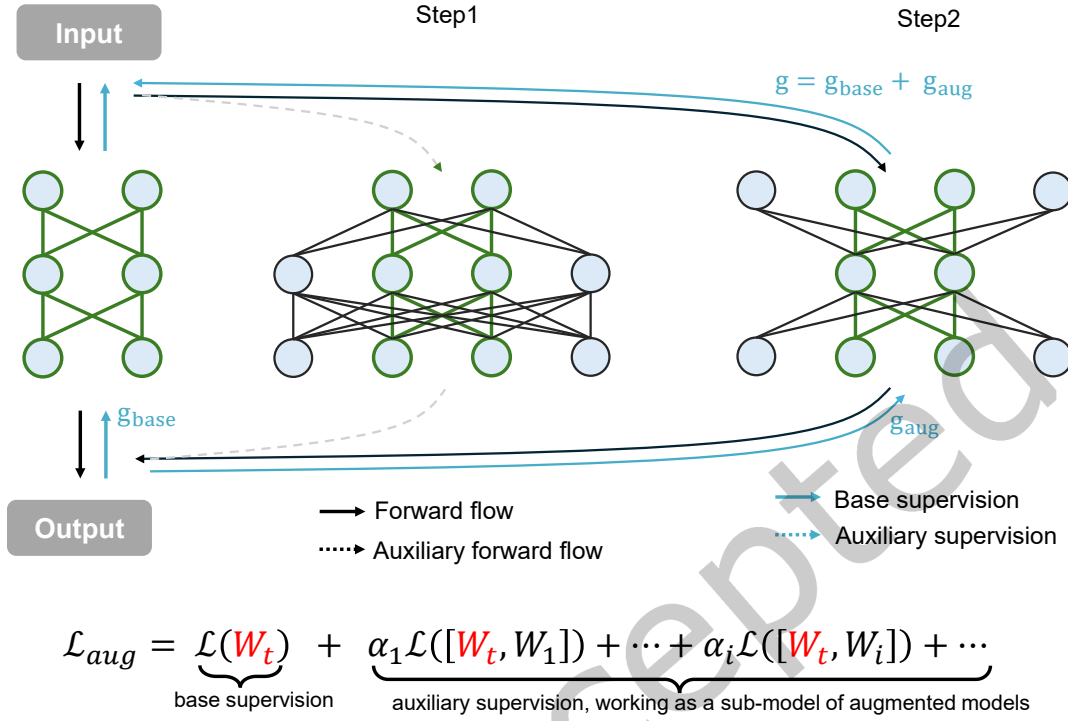 Input
Step1
Step2
g = g_base + g_aug
g_base
g_aug
Output
Forward flow
Auxiliary forward flow
Base supervision
Auxiliary supervision
ℒ_aug = ℒ(W_t) + α_1ℒ([W_t, W_1]) + ⋯ + α_iℒ([W_t, W_i]) + ⋯
base supervision
auxiliary supervision, working as a sub-model of augmented models
cepted